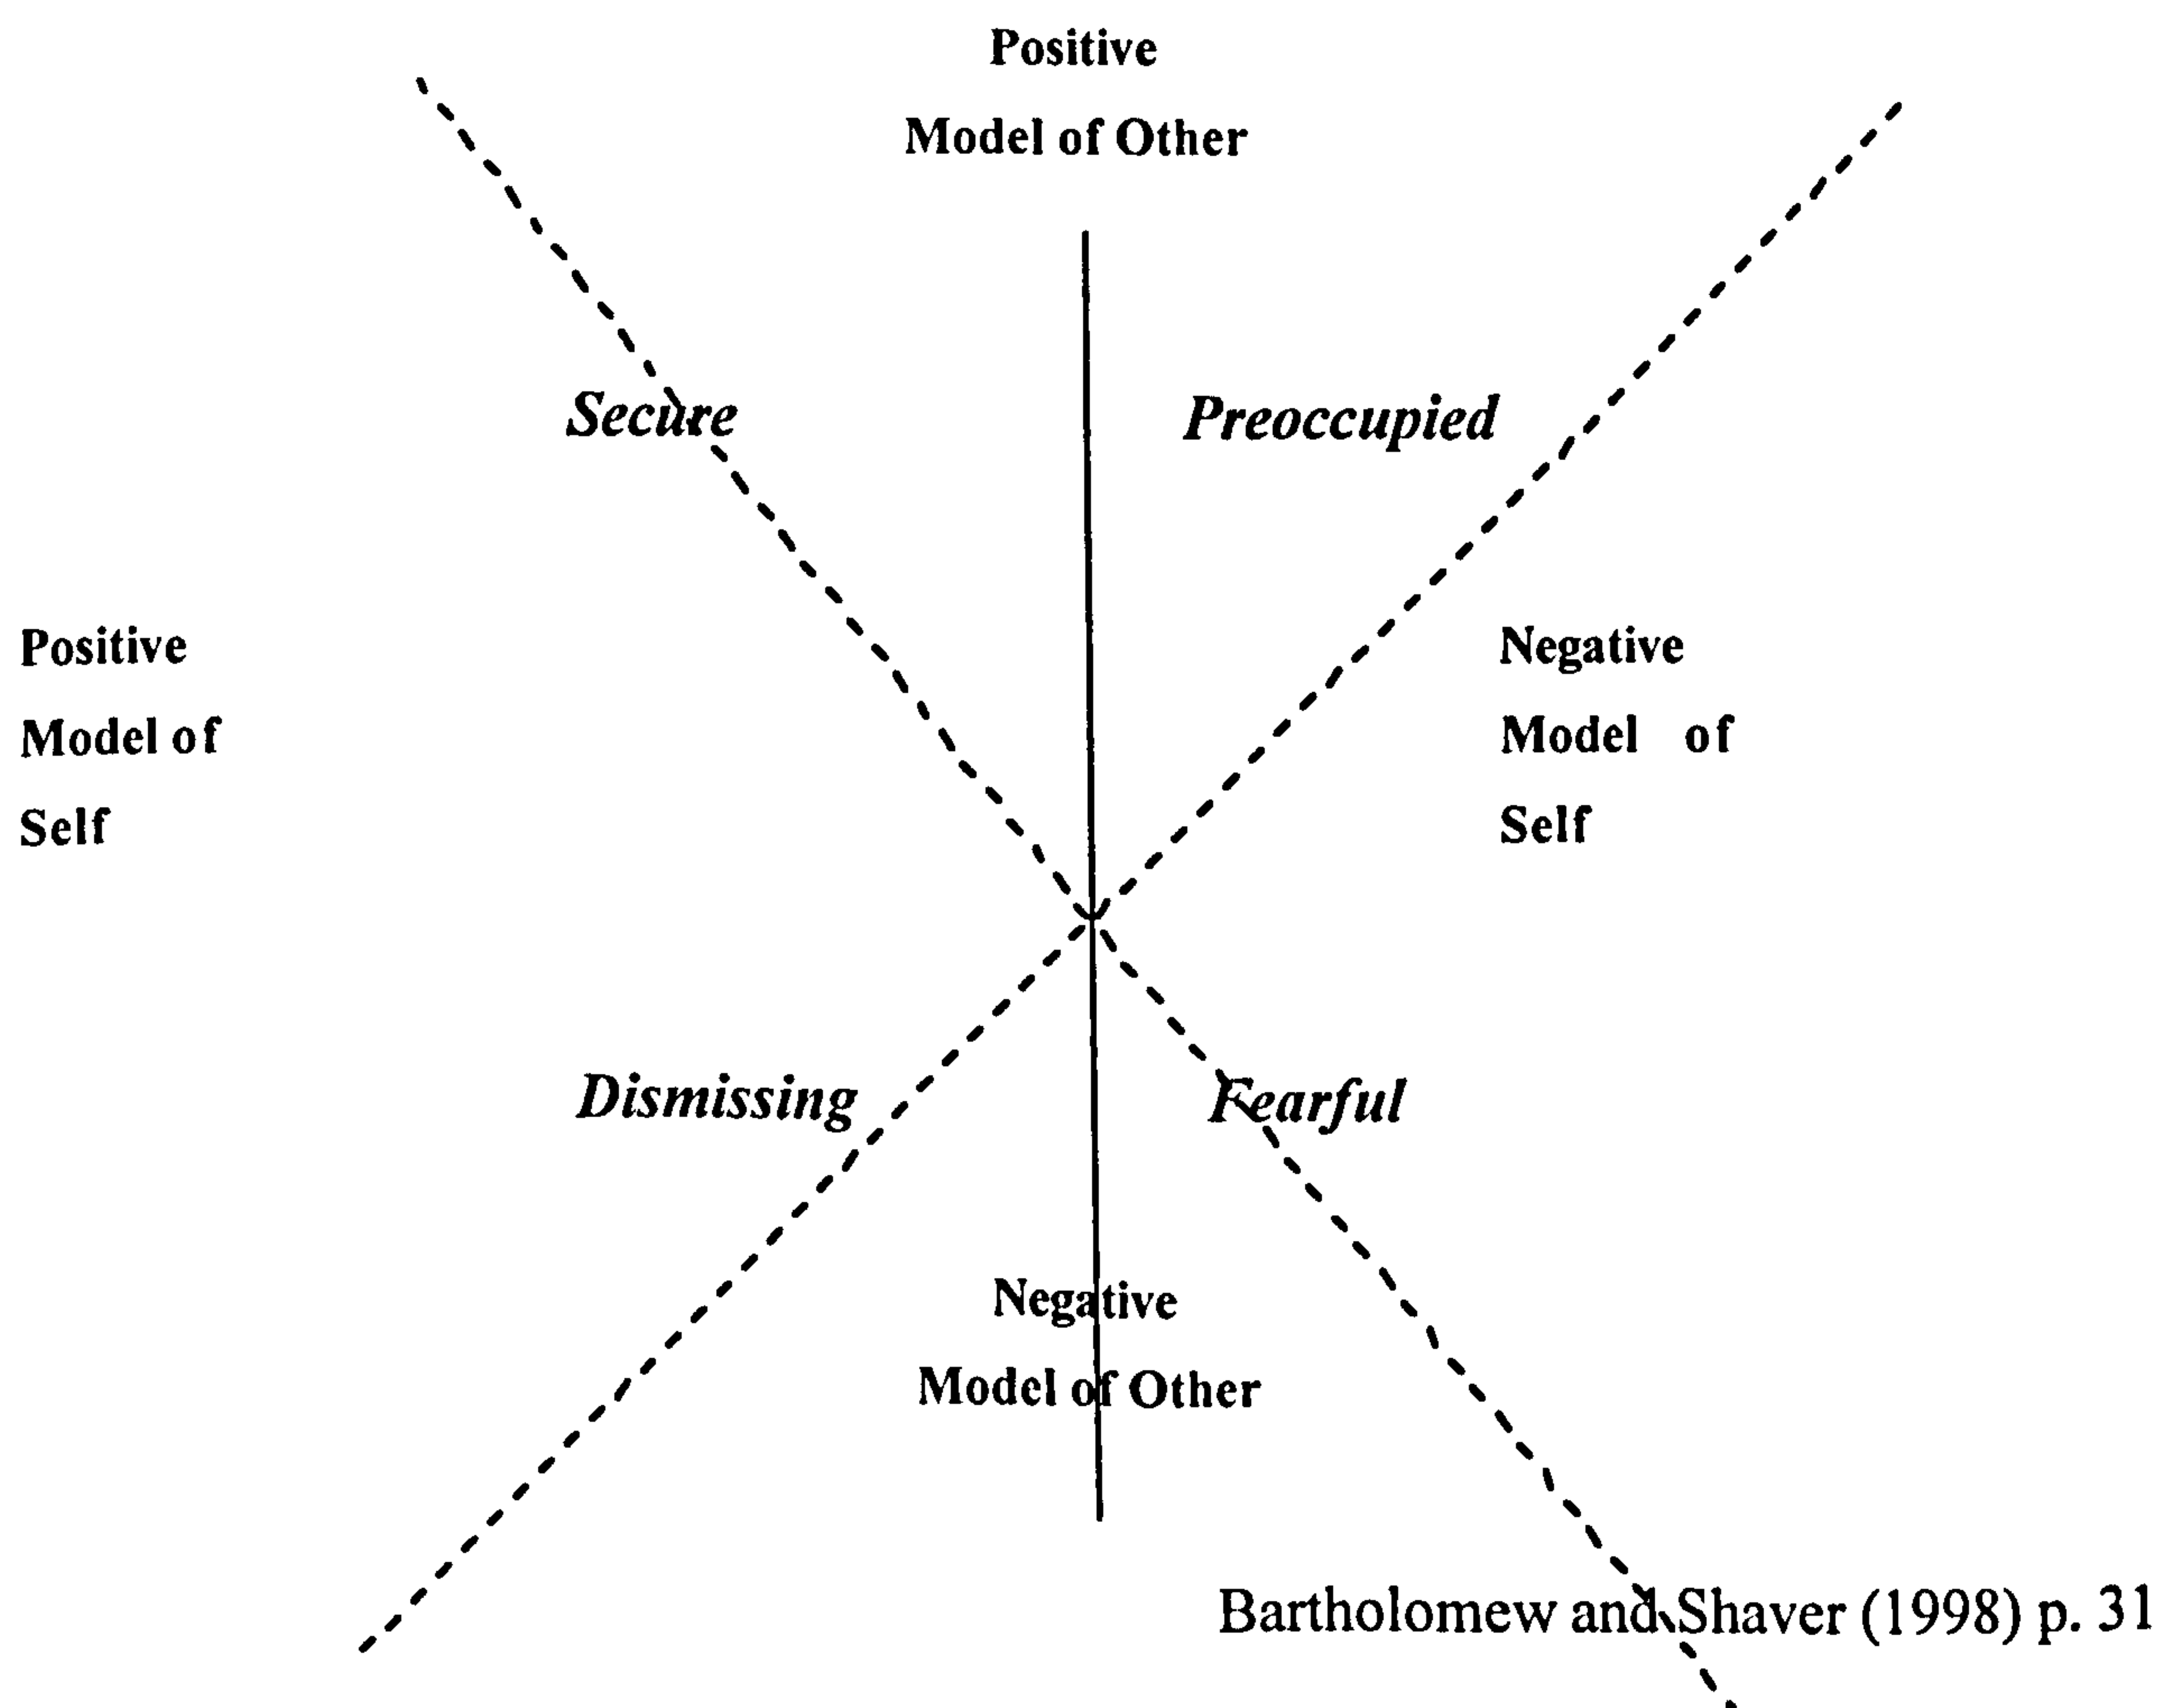 Positive
Model of Other
Secure
Preoccupied
Positive
Model of
Self
Negative
Model of
Self
Dismissing
Fearful
Negative
Model of Other
Bartholomew and Shaver (1998) p. 31